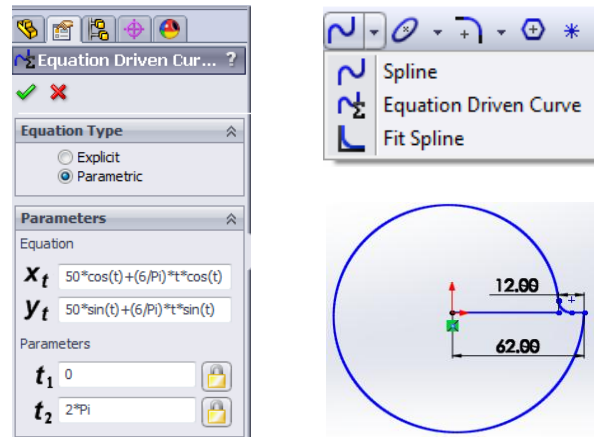 Equation Driven Cur... ?
Equation Type
Explicit
Parametric
Parameters
Equation
Xt 50*cos(t)+(6/Pi)*t*cos(t)
Yt 50*sin(t)+(6/Pi)*t*sin(t)
Parameters
t1 0
t2 2*Pi
Spline
Equation Driven Curve
Fit Spline
12.00
62.00